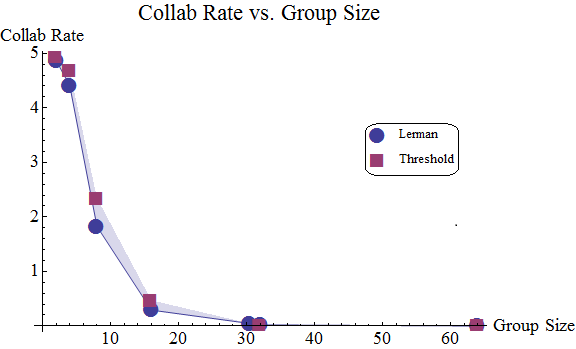 Collab Rate vs. Group Size
Collab Rate
5
4
3
2
1
Lerman
Threshold
10 20 30 40 50 60
Group Size